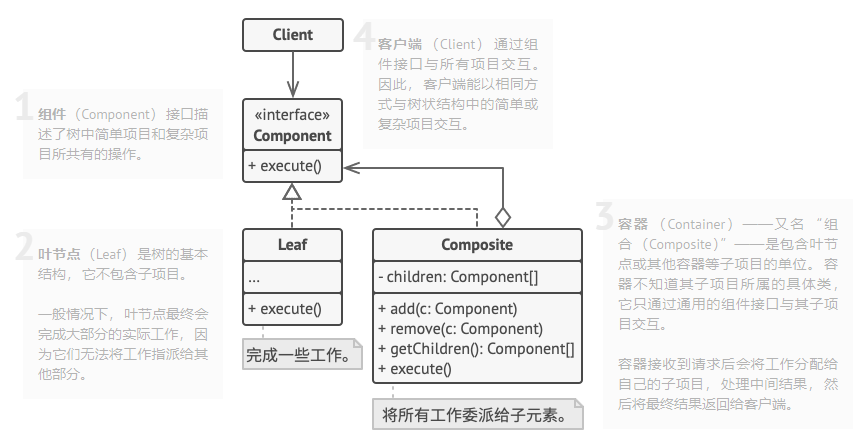 Client
4
客户端 （Client） 通过组
件接口与所有项目交互。
因此， 客户端能以相同方
式与树状结构中的简单或
复杂项目交互。
1
组件（Component） 接口描
述了树中简单项目和复杂项
目所共有的操作。
«interface»
Component
+ execute()
2
叶节点 （Leaf） 是树的基本
结构， 它不包含子项目。
一般情况下， 叶节点最终会
完成大部分的实际工作， 因
为它们无法将工作指派给其
他部分。
Leaf
...
+ execute()
完成一些工作。
Composite
- children: Component[]
+ add(c: Component)
+ remove(c: Component)
+ getChildren(): Component[]
+ execute()
将所有工作委派给子元素。
3
容器 （Container） ——又名 “组
合 （Composite）” ——是包含叶节
点或其他容器等子项目的单位。 容
器不知道其子项目所属的具体类，
它只通过通用的组件接口与其子项
目交互。
容器接收到请求后会将工作分配给
自己的子项目， 处理中间结果， 然
后将最终结果返回给客户端。